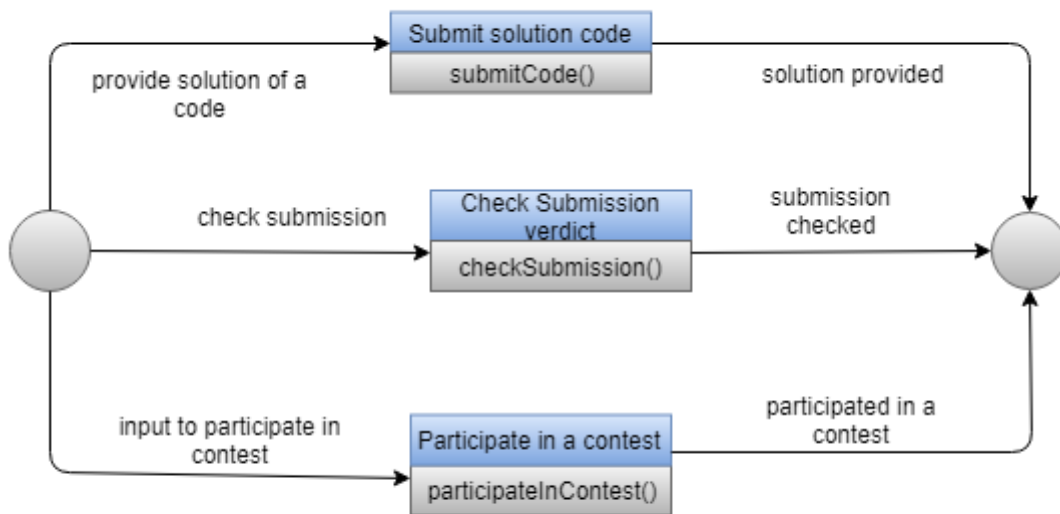 Submit solution code
submitCode()
provide solution of a
code
solution provided
check submission
Check Submission
verdict
checkSubmission()
submission
checked
input to participate in
contest
Participate in a contest
participateInContest()
participated in a
contest